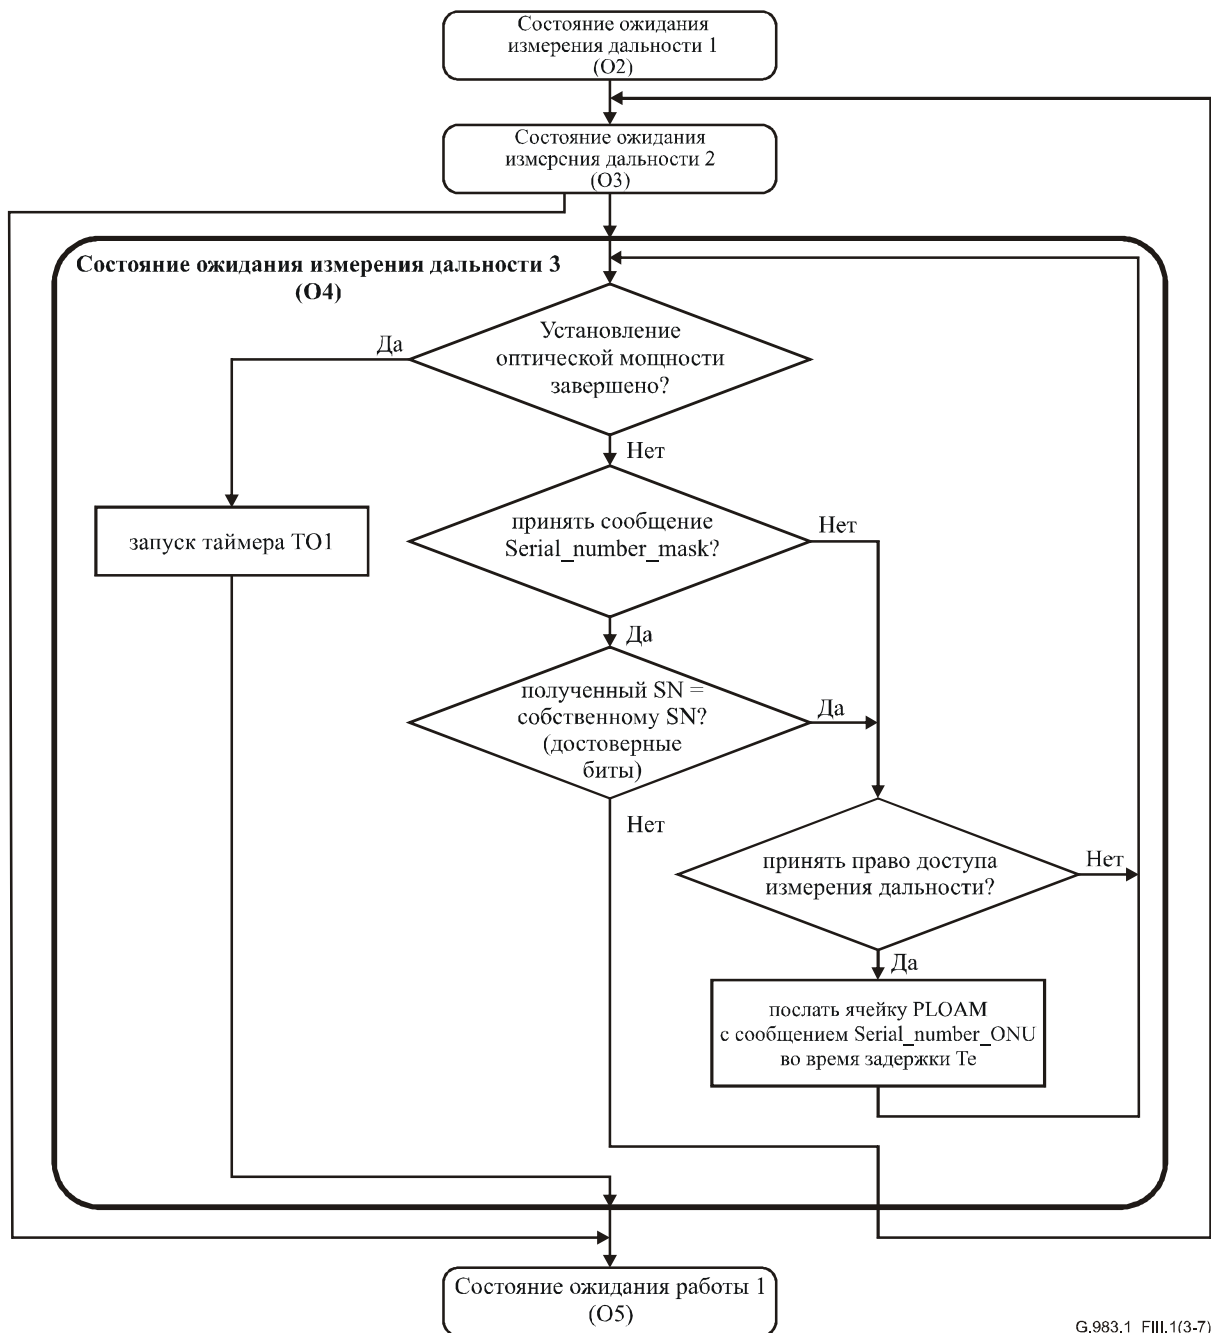 Состояние ожидания
измерения дальности 1
(O2)
Состояние ожидания
измерения дальности 2
(O3)
Состояние ожидания измерения дальности 3
(O4)
Установление
оптической мощности
завершено?
Да
Нет
запуск таймера TO1
принять сообщение
Serial_number_mask?
Нет
Да
полученный SN =
собственному SN?
(достоверные
биты)
Да
Нет
принять право доступа
измерения дальности?
Нет
Да
послать ячейку PLOAM
с сообщением Serial_number_ONU
во время задержки Te
Состояние ожидания работы 1
(O5)
G.983.1_FIII.1(3-7)